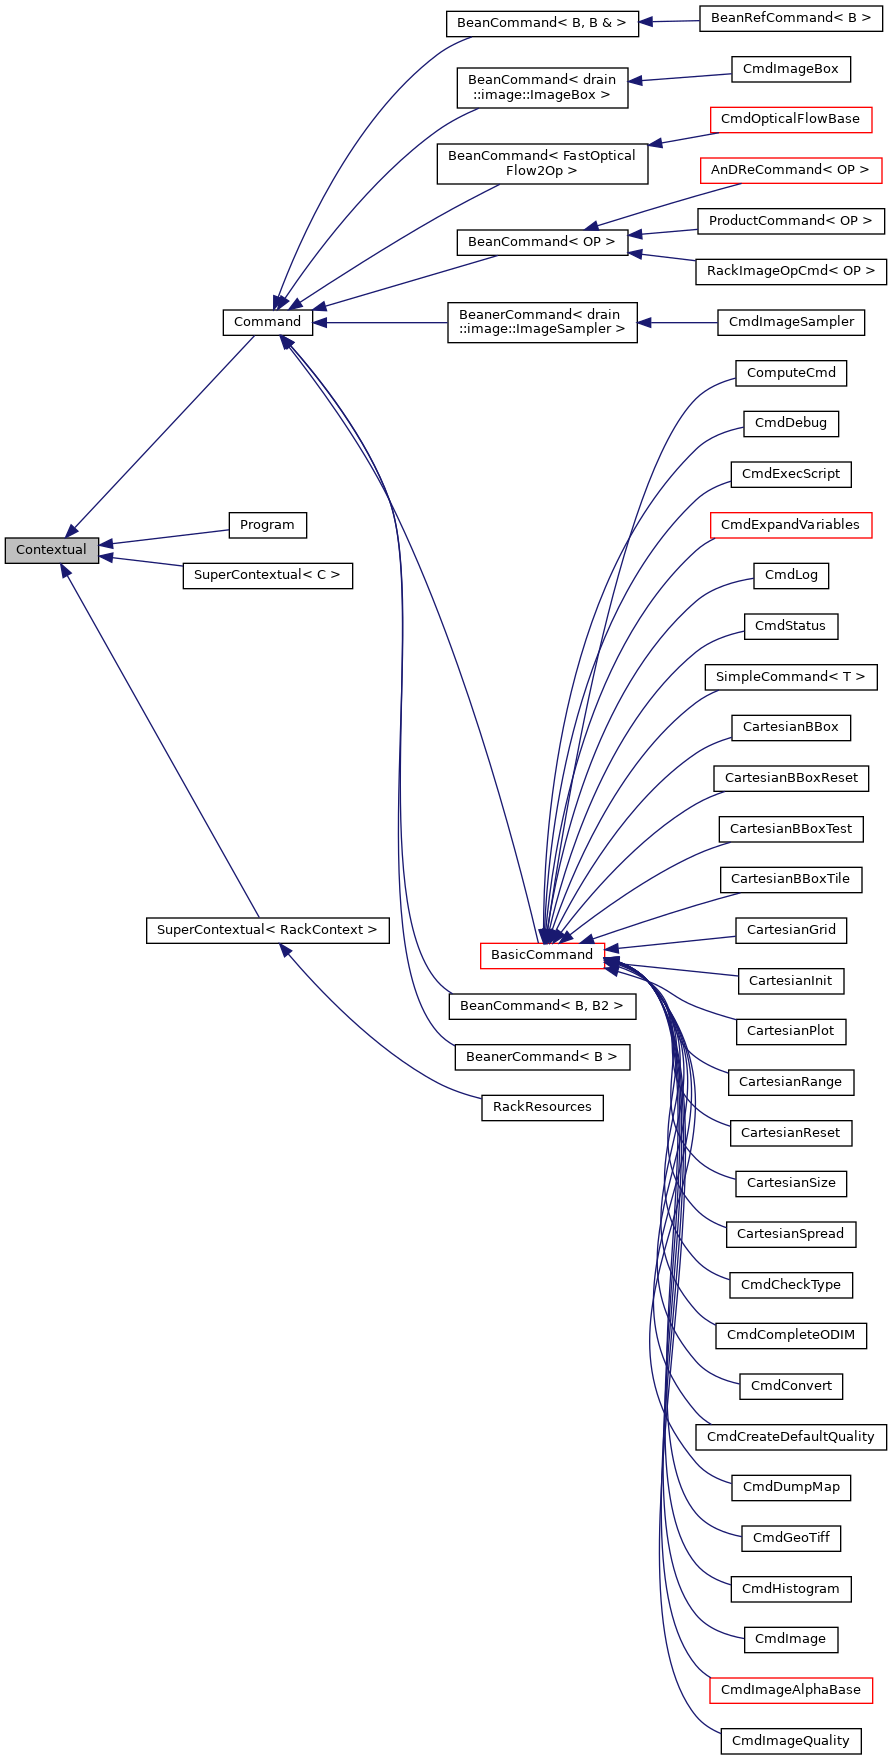 BeanCommand< B, B & >
BeanRefCommand< B >
BeanCommand< drain
::image::ImageBox >
CmdImageBox
CmdOpticalFlowBase
BeanCommand< FastOptical
Flow2Op >
AnDReCommand< OP >
ProductCommand< OP >
BeanCommand< OP >
RackImageOpCmd< OP >
Command
BeanerCommand< drain
::image::ImageSampler >
CmdImageSampler
ComputeCmd
CmdDebug
CmdExecScript
Program
CmdExpandVariables
Contextual
SuperContextual< C >
CmdLog
CmdStatus
SimpleCommand< T >
CartesianBBox
CartesianBBoxReset
CartesianBBoxTest
CartesianBBoxTile
SuperContextual< RackContext >
CartesianGrid
BasicCommand
CartesianInit
BeanCommand< B, B2 >
CartesianPlot
BeanerCommand< B >
CartesianRange
RackResources
CartesianReset
CartesianSize
CartesianSpread
CmdCheckType
CmdCompleteODIM
CmdConvert
CmdCreateDefaultQuality
CmdDumpMap
CmdGeoTiff
CmdHistogram
CmdImage
CmdImageAlphaBase
CmdImageQuality